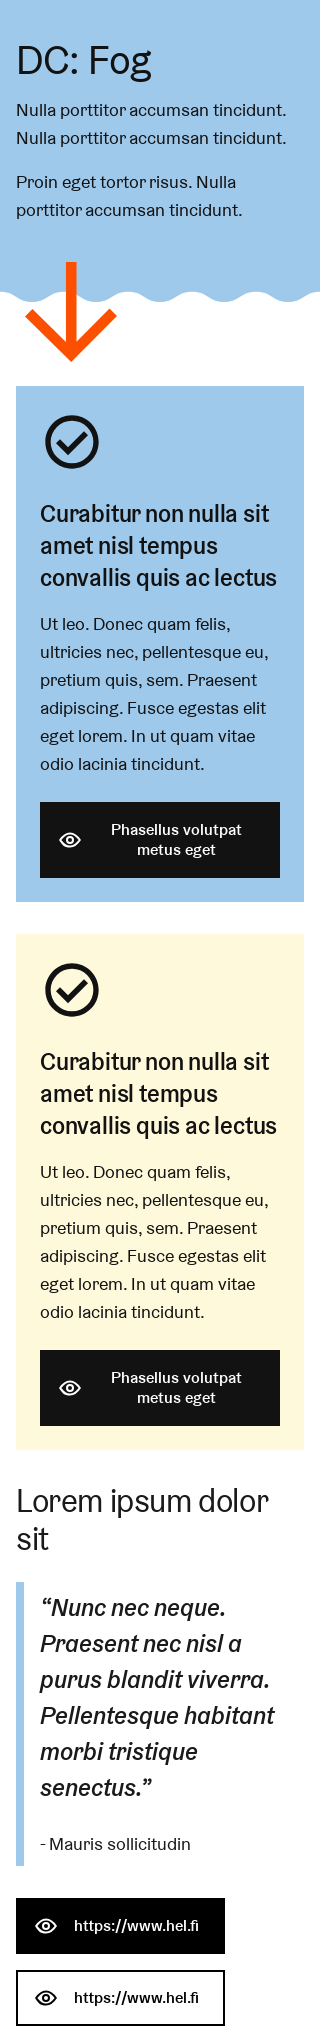 DC: Fog
Nulla porttitor accumsan tincidunt.
Nulla porttitor accumsan tincidunt.
Proin eget tortor risus. Nulla
porttitor accumsan tincidunt.
Curabitur non nulla sit
amet nisl tempus
convallis quis ac lectus
Ut leo. Donec quam felis,
ultricies nec, pellentesque eu,
pretium quis, sem. Praesent
adipiscing. Fusce egestas elit
eget lorem. In ut quam vitae
odio lacinia tincidunt.
Phasellus volutpat
metus eget
Curabitur non nulla sit
amet nisl tempus
convallis quis ac lectus
Ut leo. Donec quam felis,
ultricies nec, pellentesque eu,
pretium quis, sem. Praesent
adipiscing. Fusce egestas elit
eget lorem. In ut quam vitae
odio lacinia tincidunt.
Phasellus volutpat
metus eget
Lorem ipsum dolor
sit
“Nunc nec neque.
Praesent nec nisl a
purus blandit viverra.
Pellentesque habitant
morbi tristique
senectus.”
- Mauris sollicitudin
https://www.hel.fi
https://www.hel.fi